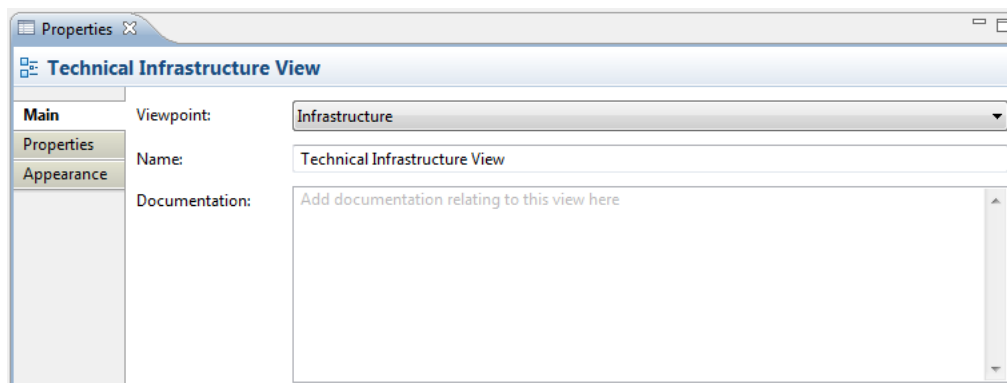 Properties
Technical Infrastructure View
Main
Viewpoint:
Infrastructure
Properties
Name:
Technical Infrastructure View
Appearance
Documentation:
Add documentation relating to this view here